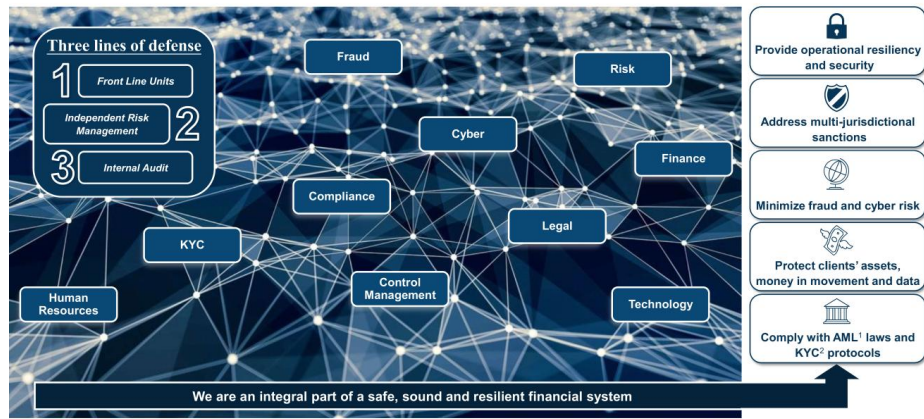 Three lines of defense
1 Front Line Units
Independent Risk
Management 2
3 Internal Audit
Fraud
Risk
Cyber
Finance
Compliance
Legal
KYC
Control
Management
Human
Resources
Technology
Provide operational resiliency
and security
Address multi-jurisdictional
sanctions
Minimize fraud and cyber risk
Protect clients' assets,
money in movement and data
Comply with AML¹ laws and
KYC² protocols
We are an integral part of a safe, sound and resilient financial system